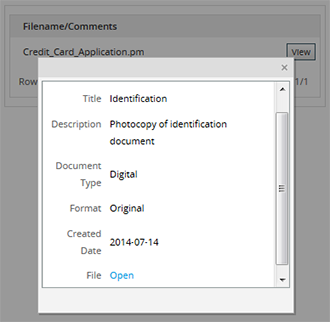 Filename/Comments
Credit_Card_Application.pm view
Row
1/1
×
Title Identification
Description Photocopy of identification
document
Document
Type Digital
Format Original
Created
Date 2014-07-14
File Open